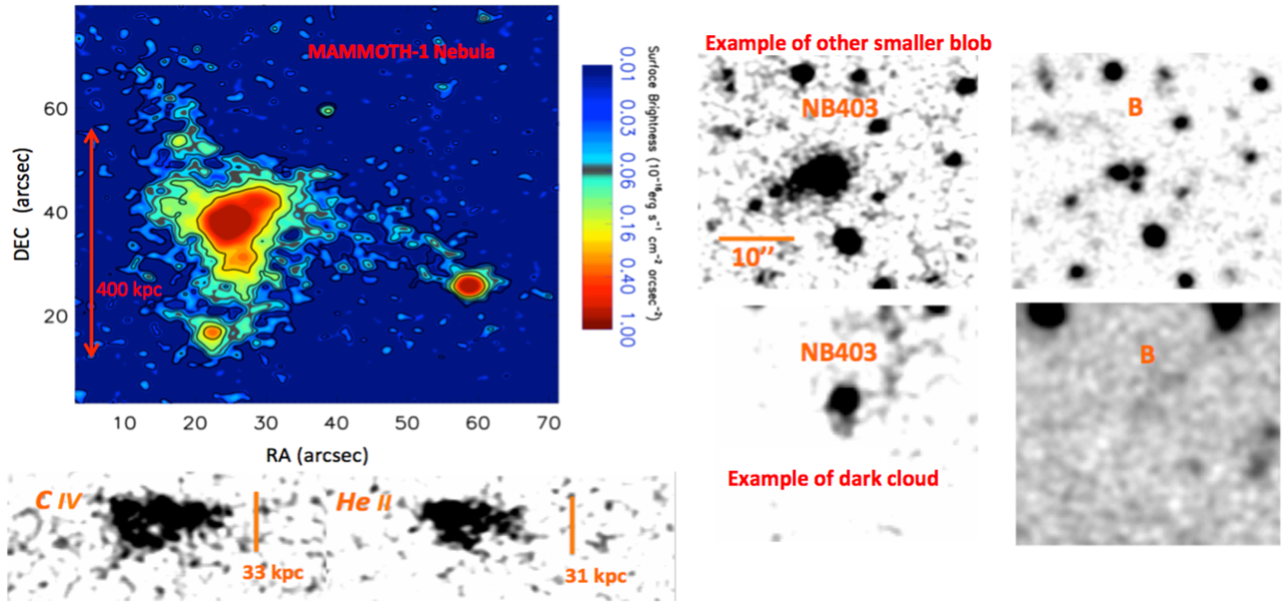 MAMMOTH-1 Nebula
60
40
20
DEC (arcsec)
400 kpc
10 20 30 40 50 60 70
RA (arcsec)
0.01 0.03 0.06 0.16 0.40 1.00
Surface Brightness (10⁻¹⁶erg s⁻¹ cm⁻² arcsec⁻²)
Example of other smaller blob
NB403
10”
B
NB403
B
Example of dark cloud
C IV
33 kpc
He II
31 kpc